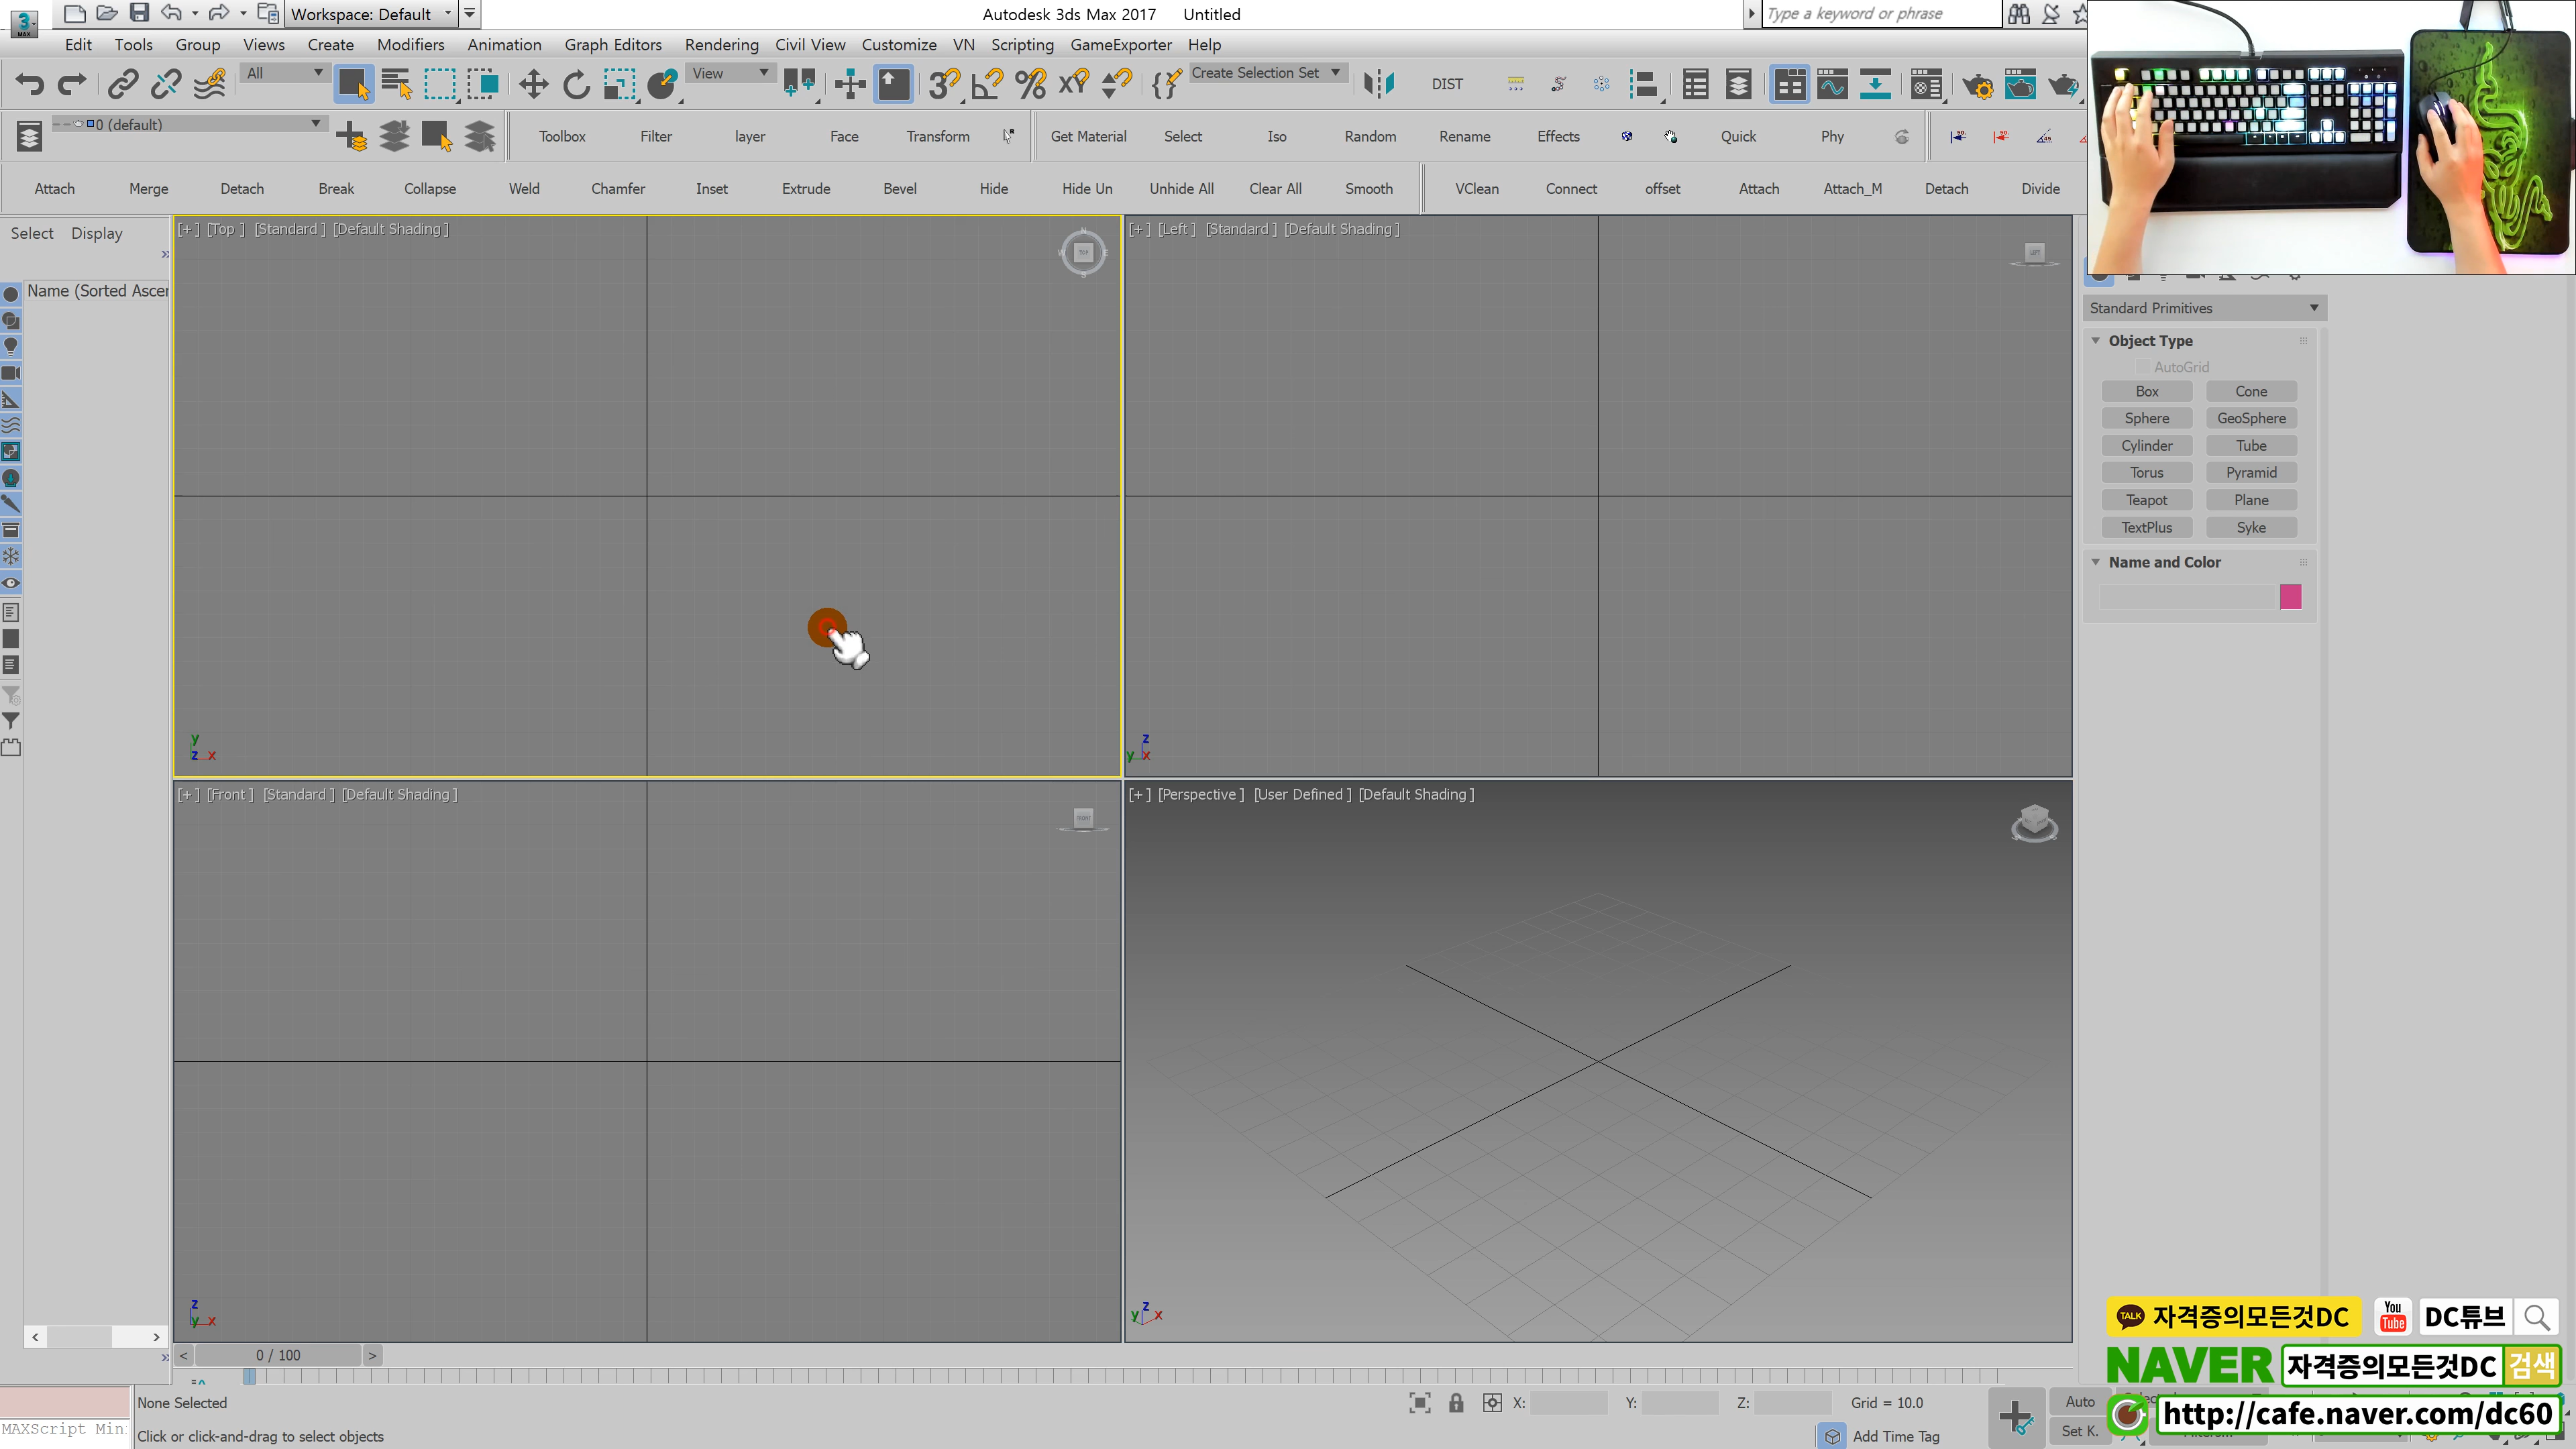 Workspace: Default
Autodesk 3ds Max 2017 Untitled
Type a keyword or phrase
Edit Tools Group Views Create Modifiers Animation Graph Editors Rendering Civil View Customize VN Scripting GameExporter Help
All
View
Create Selection Set
DIST
0 (default)
Toolbox Filter layer Face Transform
Get Material Select Iso Random Rename Effects Quick Phy
Attach Merge Detach Break Collapse Weld Chamfer Inset Extrude Bevel Hide Hide Un Unhide All Clear All Smooth
VClean Connect offset Attach Attach_M Detach Divide
Select Display
Name (Sorted Ascer
[+] [Top] [Standard] [Default Shading]
TOP
y
z x
[+] [Left] [Standard] [Default Shading]
LEFT
z
y x
[+] [Front] [Standard] [Default Shading]
FRONT
z
y x
[+] [Perspective] [User Defined] [Default Shading]
z
y x
Standard Primitives
Object Type
AutoGrid
Box Cone
Sphere GeoSphere
Cylinder Tube
Torus Pyramid
Teapot Plane
TextPlus Syke
Name and Color
0 / 100
None Selected
X: Y: Z: Grid = 10.0
Auto
MAXScript Min
Click or click-and-drag to select objects
Add Time Tag
Set K.
TALK 자격증의모든것DC
You Tube DC튜브
NAVER 자격증의모든것DC 검색
http://cafe.naver.com/dc60